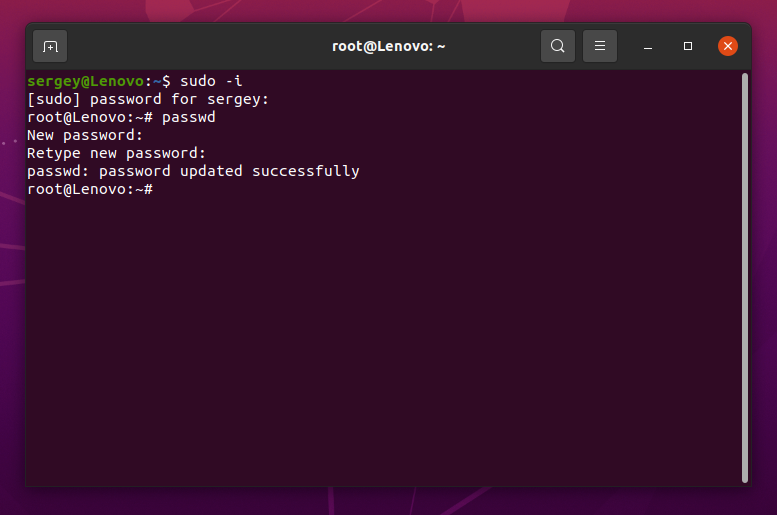 root@Lenovo: ~
sergey@Lenovo:~$ sudo -i
[sudo] password for sergey:
root@Lenovo:~# passwd
New password:
Retype new password:
passwd: password updated successfully
root@Lenovo:~#